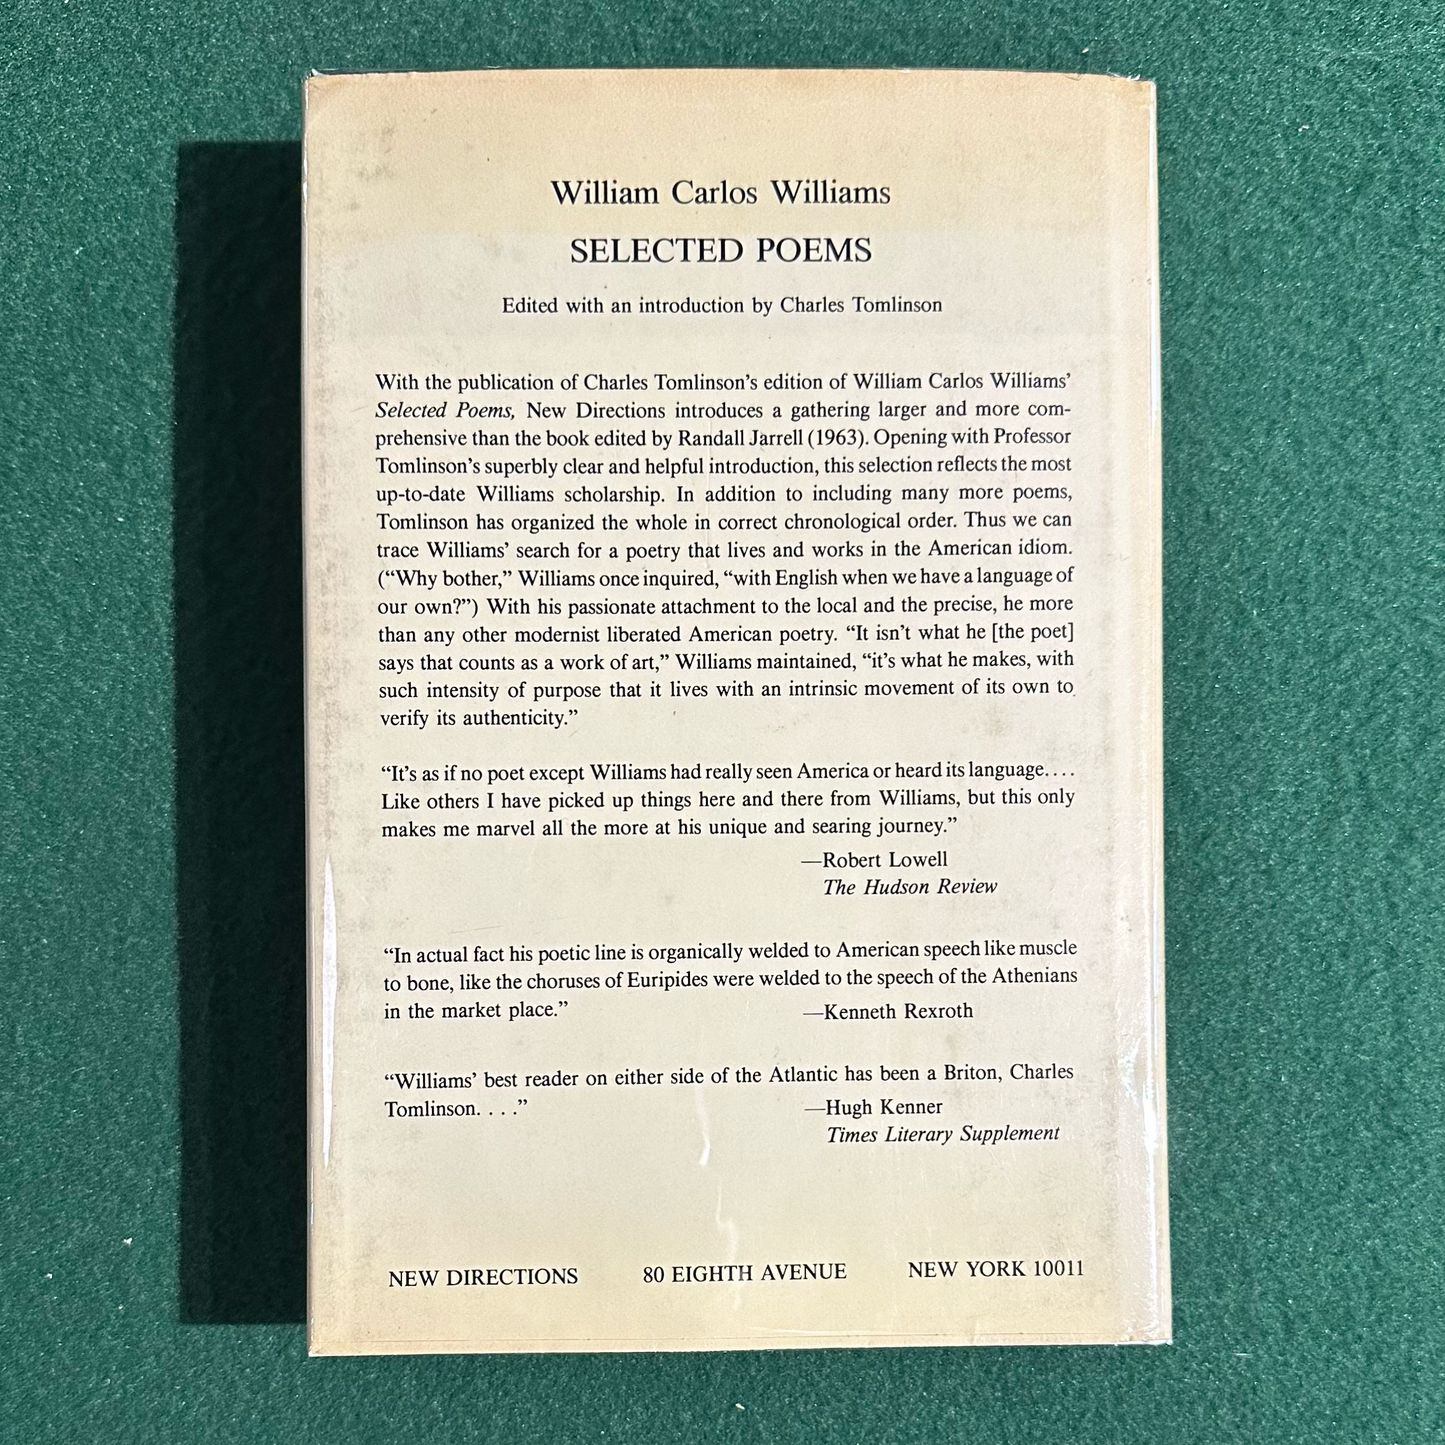 William Carlos Williams
SELECTED POEMS
Edited with an introduction by Charles Tomlinson
With the publication of Charles Tomlinson’s edition of William Carlos Williams’
Selected Poems, New Directions introduces a gathering larger and more com-
prehensive than the book edited by Randall Jarrell (1963). Opening with Professor
Tomlinson’s superbly clear and helpful introduction, this selection reflects the most
up-to-date Williams scholarship. In addition to including many more poems,
Tomlinson has organized the whole in correct chronological order. Thus we can
trace Williams’ search for a poetry that lives and works in the American idiom.
(“Why bother,” Williams once inquired, “with English when we have a language of
our own?”) With his passionate attachment to the local and the precise, he more
than any other modernist liberated American poetry. “It isn’t what he [the poet]
says that counts as a work of art,” Williams maintained, “it’s what he makes, with
such intensity of purpose that it lives with an intrinsic movement of its own to
verify its authenticity.”
“It’s as if no poet except Williams had really seen America or heard its language....
Like others I have picked up things here and there from Williams, but this only
makes me marvel all the more at his unique and searing journey.”
—Robert Lowell
The Hudson Review
“In actual fact his poetic line is organically welded to American speech like muscle
to bone, like the choruses of Euripides were welded to the speech of the Athenians
in the market place.” —Kenneth Rexroth
“Williams’ best reader on either side of the Atlantic has been a Briton, Charles
Tomlinson. . . .” —Hugh Kenner
Times Literary Supplement
NEW DIRECTIONS 80 EIGHTH AVENUE NEW YORK 10011